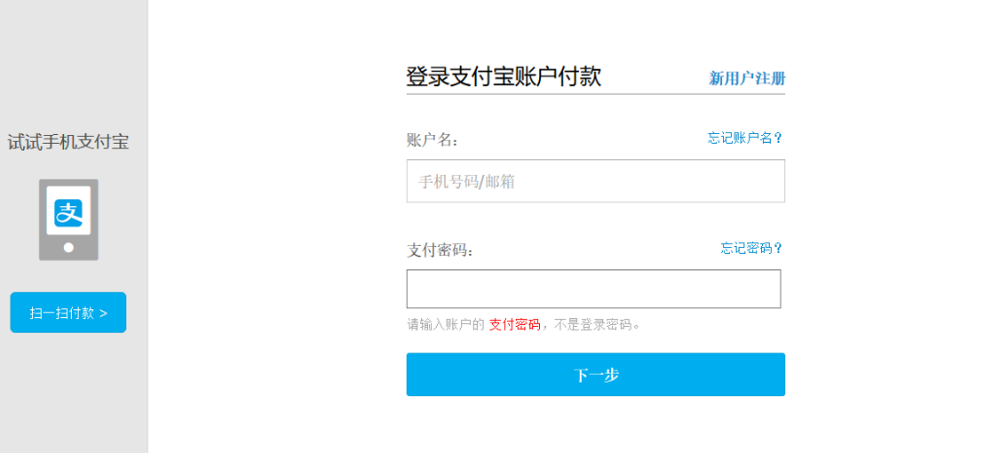 登录支付宝账户付款 新用户注册
试试手机支付宝
支
扫一扫付款 >
账户名: 忘记账户名?
手机号码/邮箱
支付密码: 忘记密码?
请输入账户的 支付密码，不是登录密码。
下一步